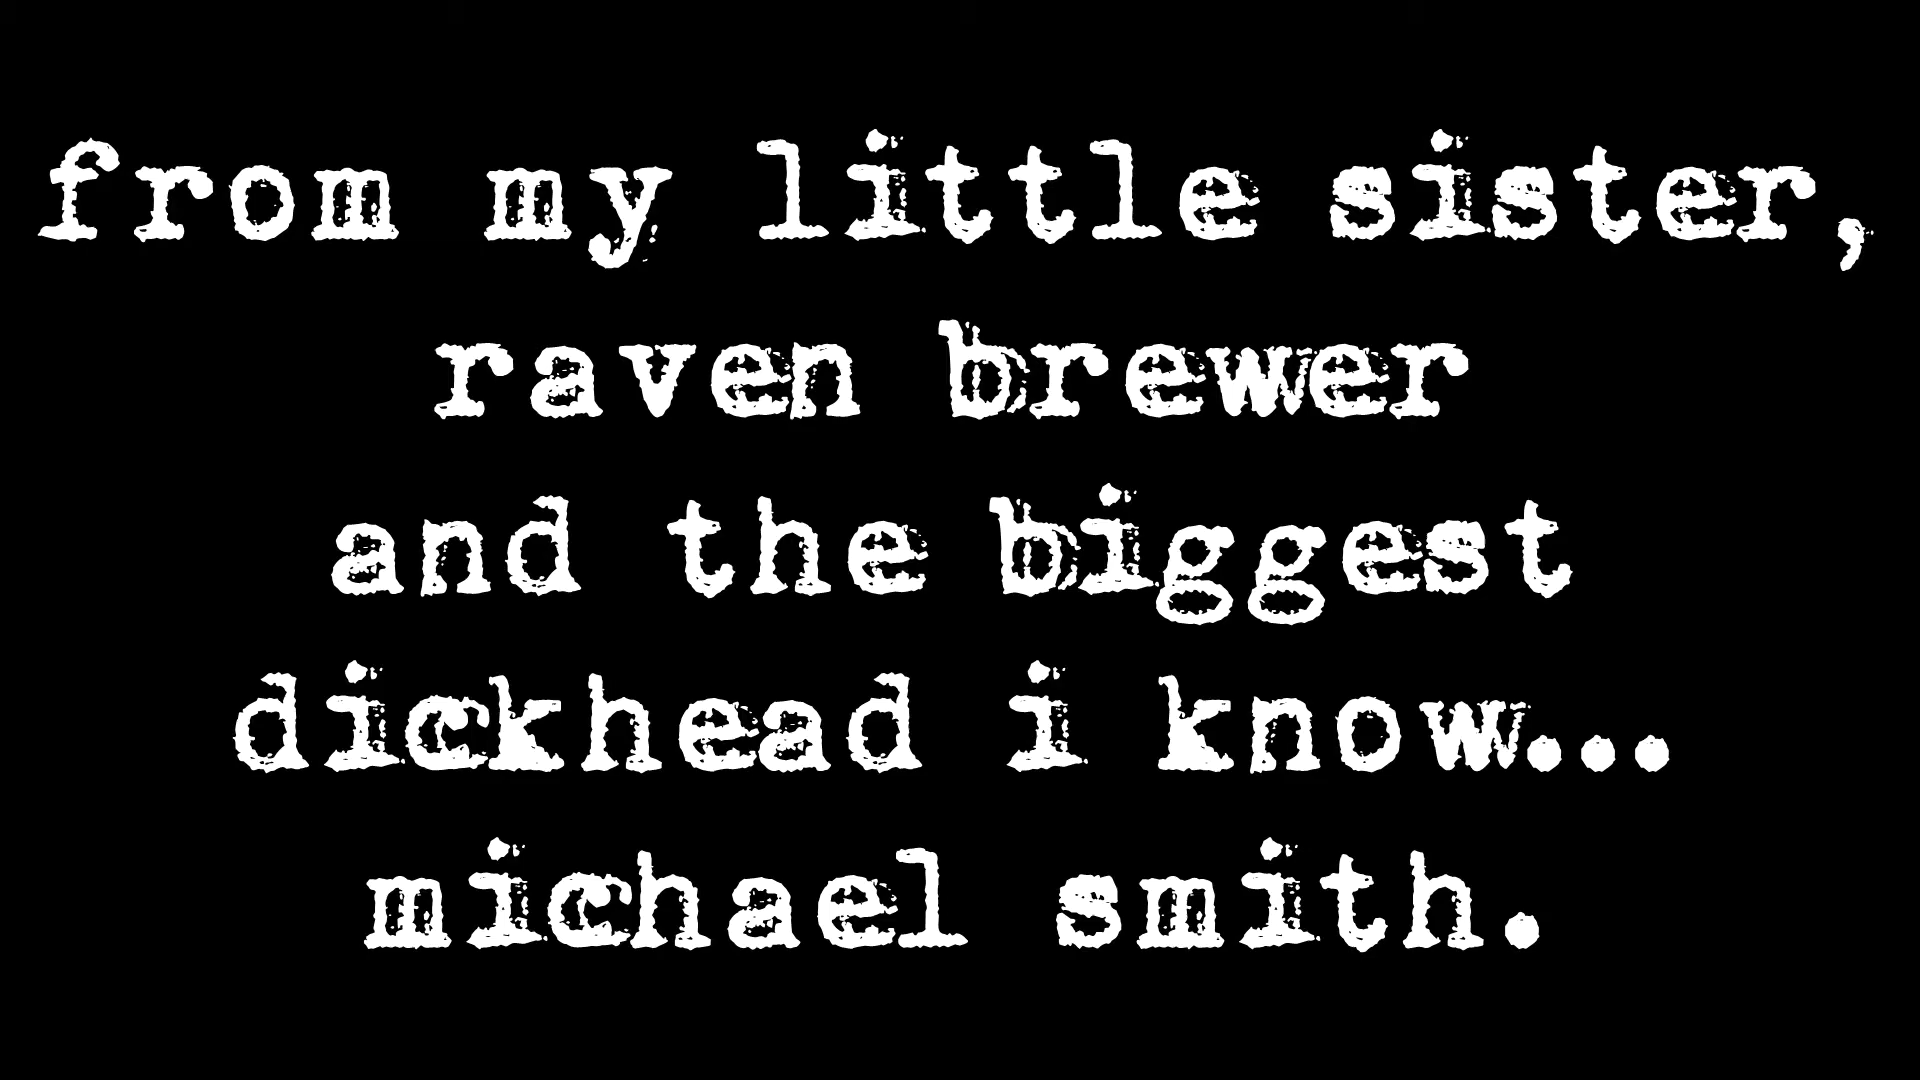 from my little sister,
raven brewer
and the biggest
dickhead i know...
michael smith.